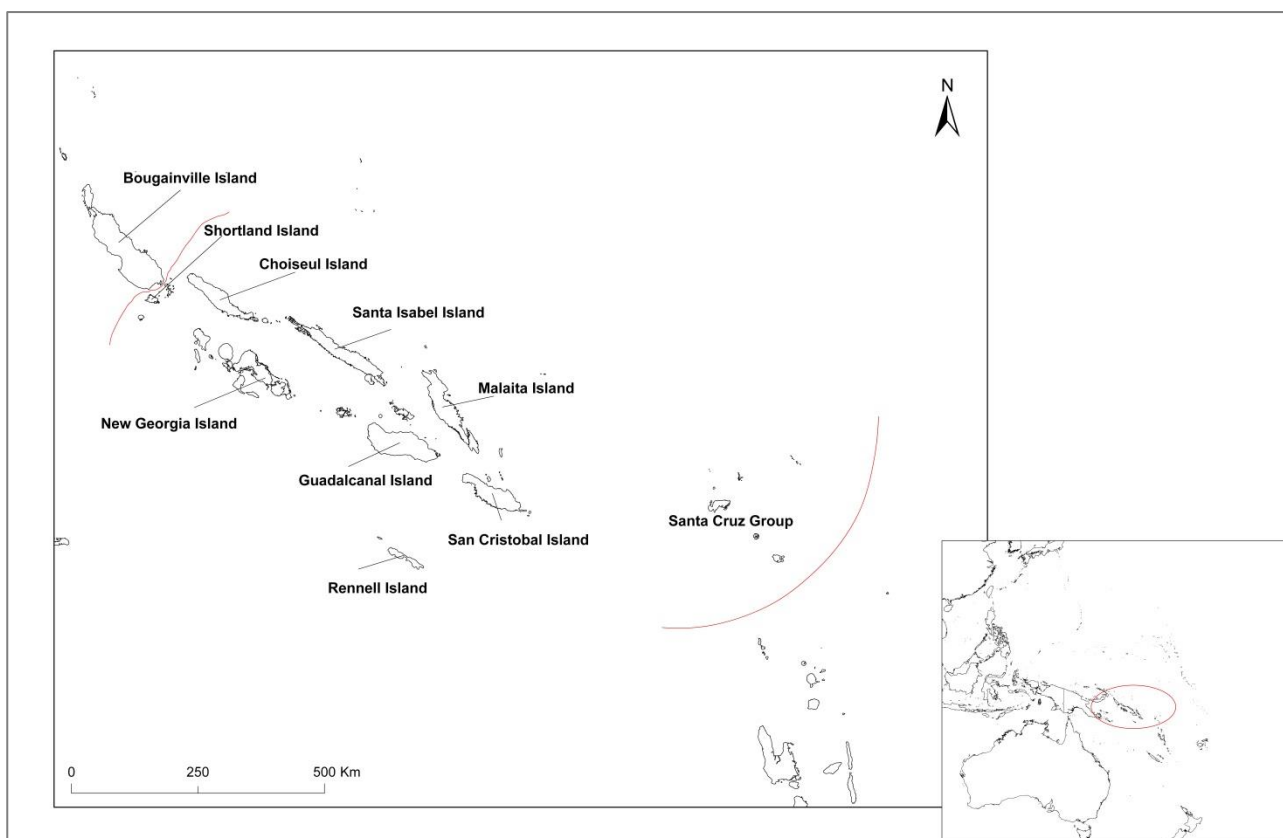 N
Bougainville Island
Shortland Island
Choiseul Island
Santa Isabel Island
Malaita Island
New Georgia Island
Guadalcanal Island
Santa Cruz Group
San Cristobal Island
Rennell Island
0 250 500 Km